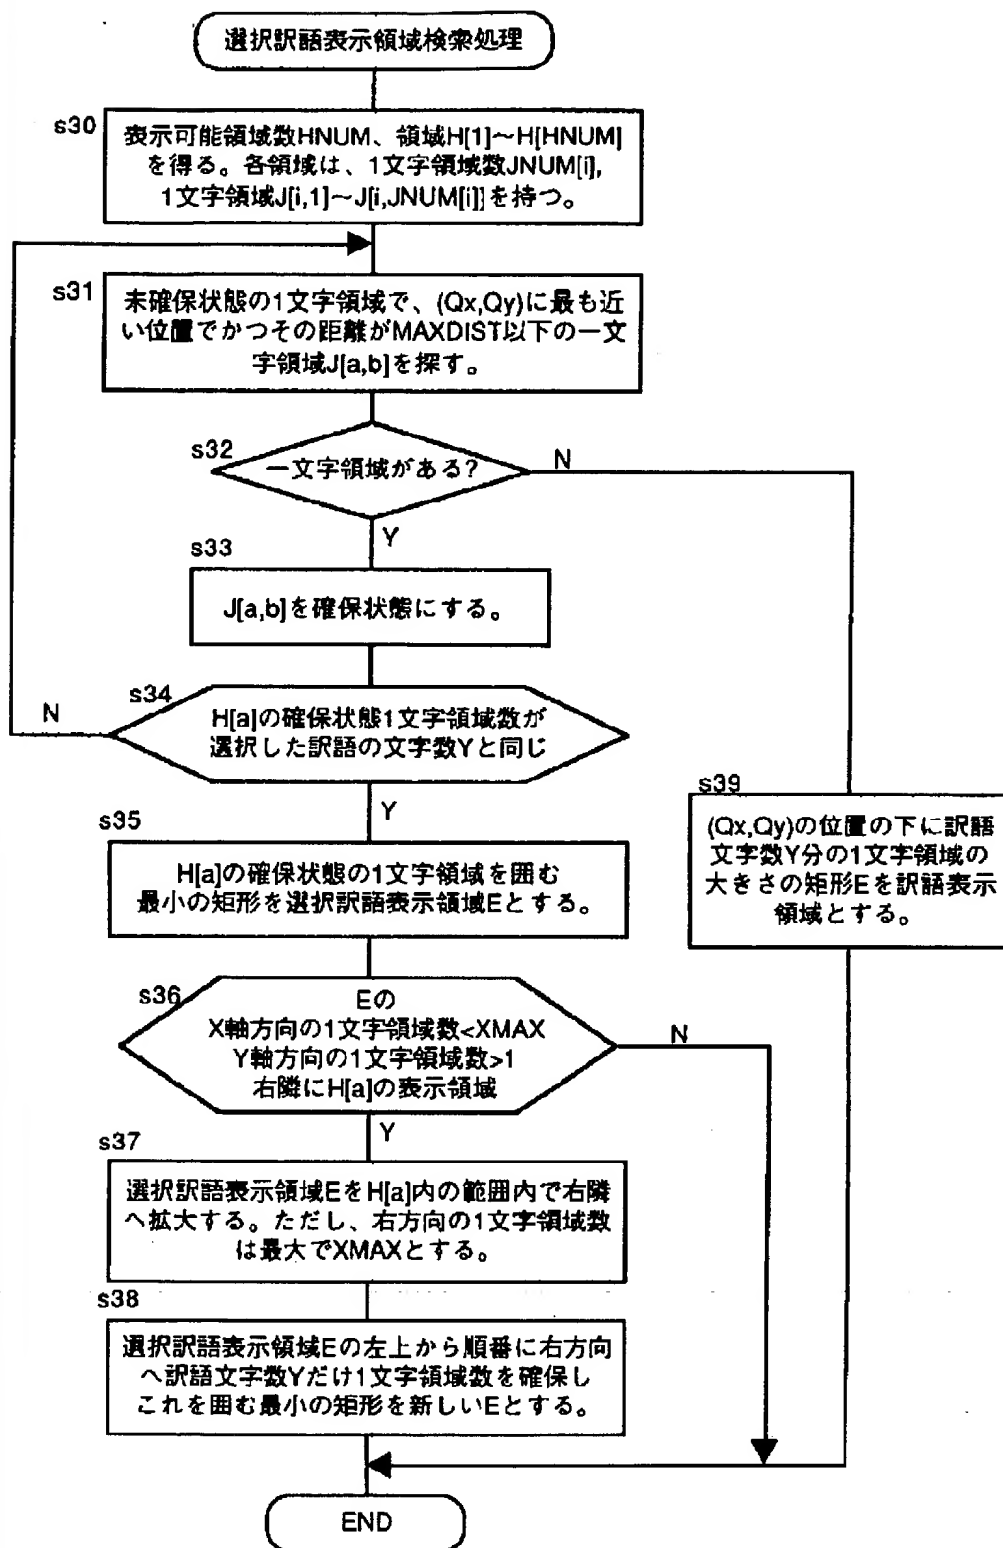 選択訳語表示領域検索処理
s30
表示可能領域数HNUM、領域H[1]～H[HNUM]
を得る。各領域は、1文字領域数JNUM[i],
1文字領域J[i,1]～J[i,JNUM[i]]を持つ。
s31
未確保状態の1文字領域で、(Qx,Qy)に最も近
い位置でかつその距離がMAXDIST以下の一文
字領域J[a,b]を探す。
s32
一文字領域がある?
N
Y
s33
J[a,b]を確保状態にする。
s34
N
H[a]の確保状態1文字領域数が
選択した訳語の文字数Yと同じ
Y
s39
(Qx,Qy)の位置の下に訳語
文字数Y分の1文字領域の
大きさの矩形Eを訳語表示
領域とする。
s35
H[a]の確保状態の1文字領域を囲む
最小の矩形を選択訳語表示領域Eとする。
s36
Eの
X軸方向の1文字領域数<XMAX
Y軸方向の1文字領域数>1
右隣にH[a]の表示領域
N
Y
s37
選択訳語表示領域EをH[a]内の範囲内で右隣
へ拡大する。ただし、右方向の1文字領域数
は最大でXMAXとする。
s38
選択訳語表示領域Eの左上から順番に右方向
へ訳語文字数Yだけ1文字領域数を確保し
これを囲む最小の矩形を新しいEとする。
END